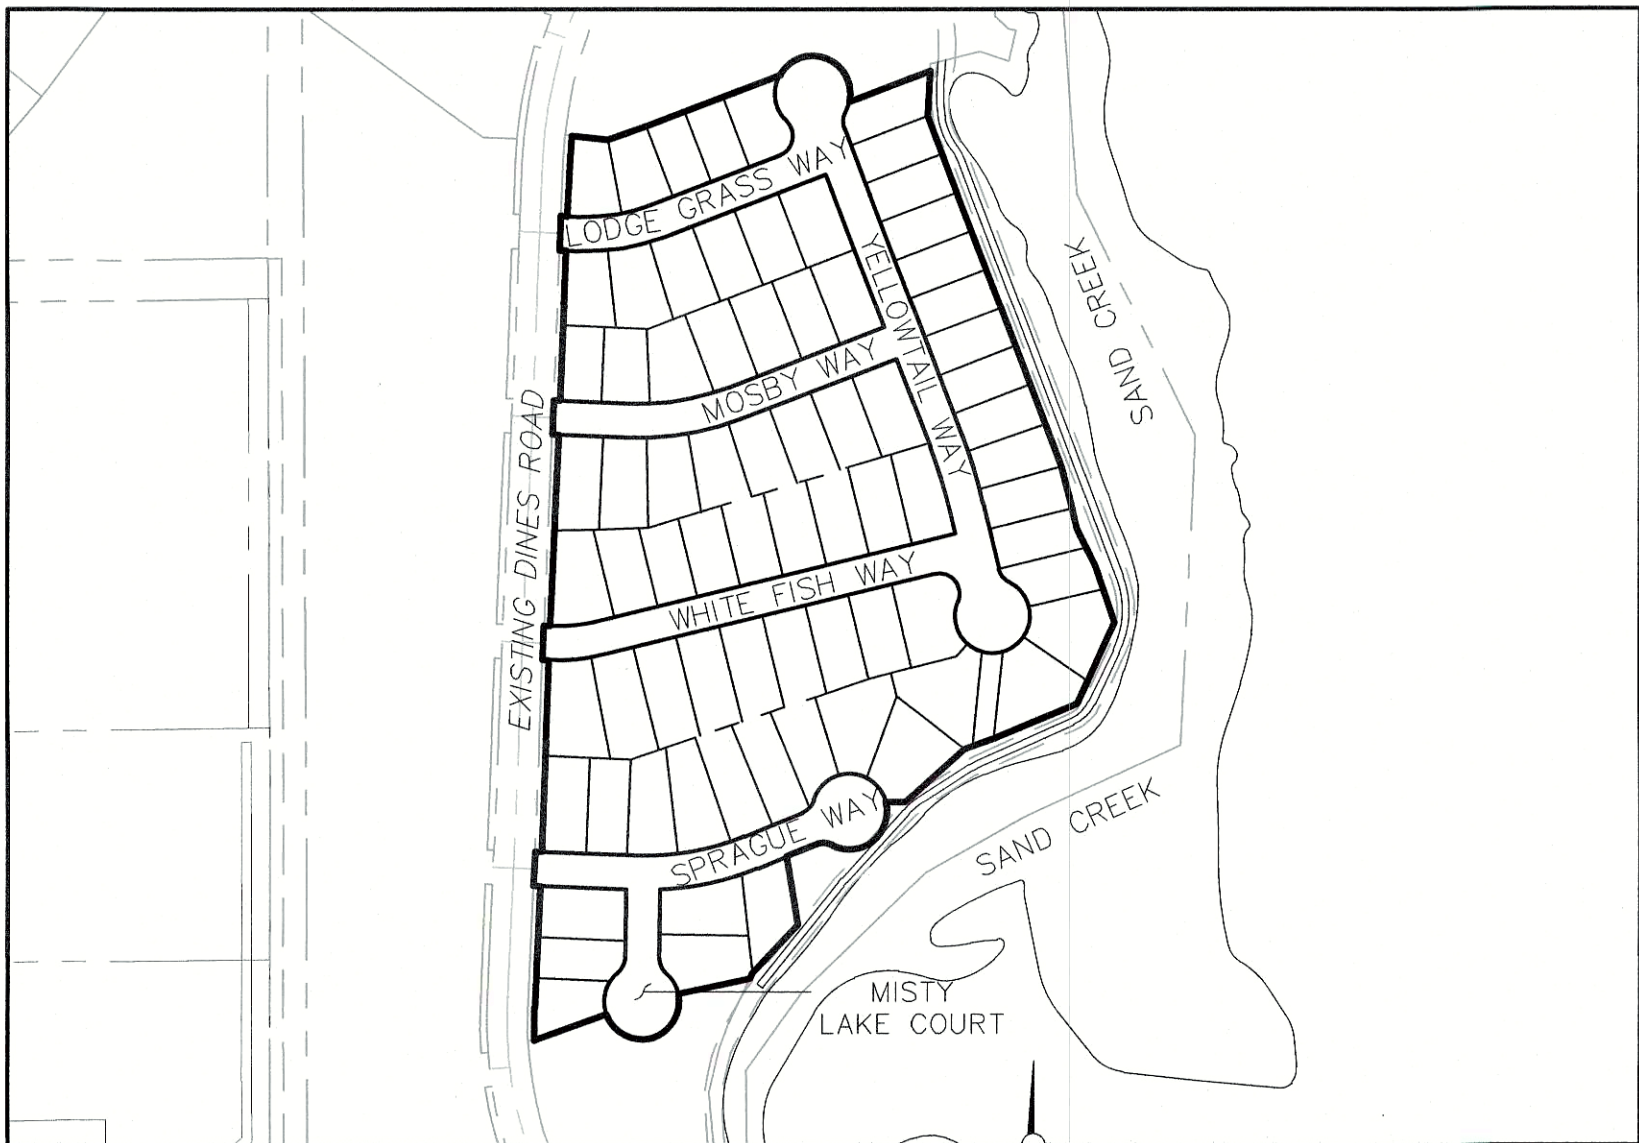 LODGE GRASS WAY
YELLOWTAIL WAY
SAND CREEK
MOSBY WAY
EXISTING DINES ROAD
WHITE FISH WAY
SPRAGUE WAY
SAND CREEK
MISTY
LAKE COURT